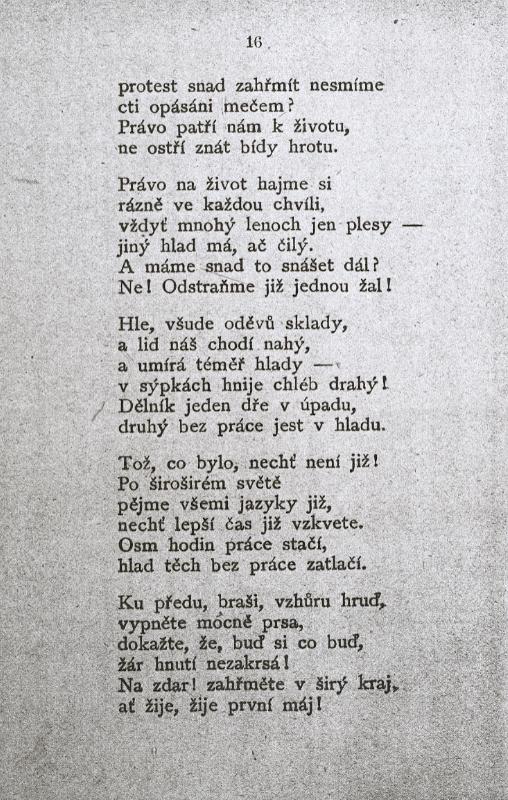 16
protest snad zahřmít nesmíme
cti opásáni mečem?
Právo patří nám k životu,
ne ostří znát bídy hrotu.
Právo na život hajme si
rázně ve každou chvíli,
vždyť mnohý lenoch jen plesy —
jiný hlad má, ač čilý.
A máme snad to snášet dál?
Ne! Odstraňme již jednou žal!
Hle, všude oděvů sklady,
a lid náš chodí nahý,
a umírá téměř hlady —
v sýpkách hnije chléb drahý!
Dělník jeden dře v úpadu,
druhý bez práce jest v hladu.
Tož, co bylo, nechť není již!
Po široširém světě
pějme všemi jazyky již,
nechť lepší čas již vzkvete.
Osm hodin práce stačí,
hlad těch bez práce zatlačí.
Ku předu, braši, vzhůru hruď,
vypněte mocně prsa,
dokažte, že, buď si co buď,
žár hnutí nezakrsá!
Na zdar! zahřměte v širý kraj,
ať žije, žije první máj!